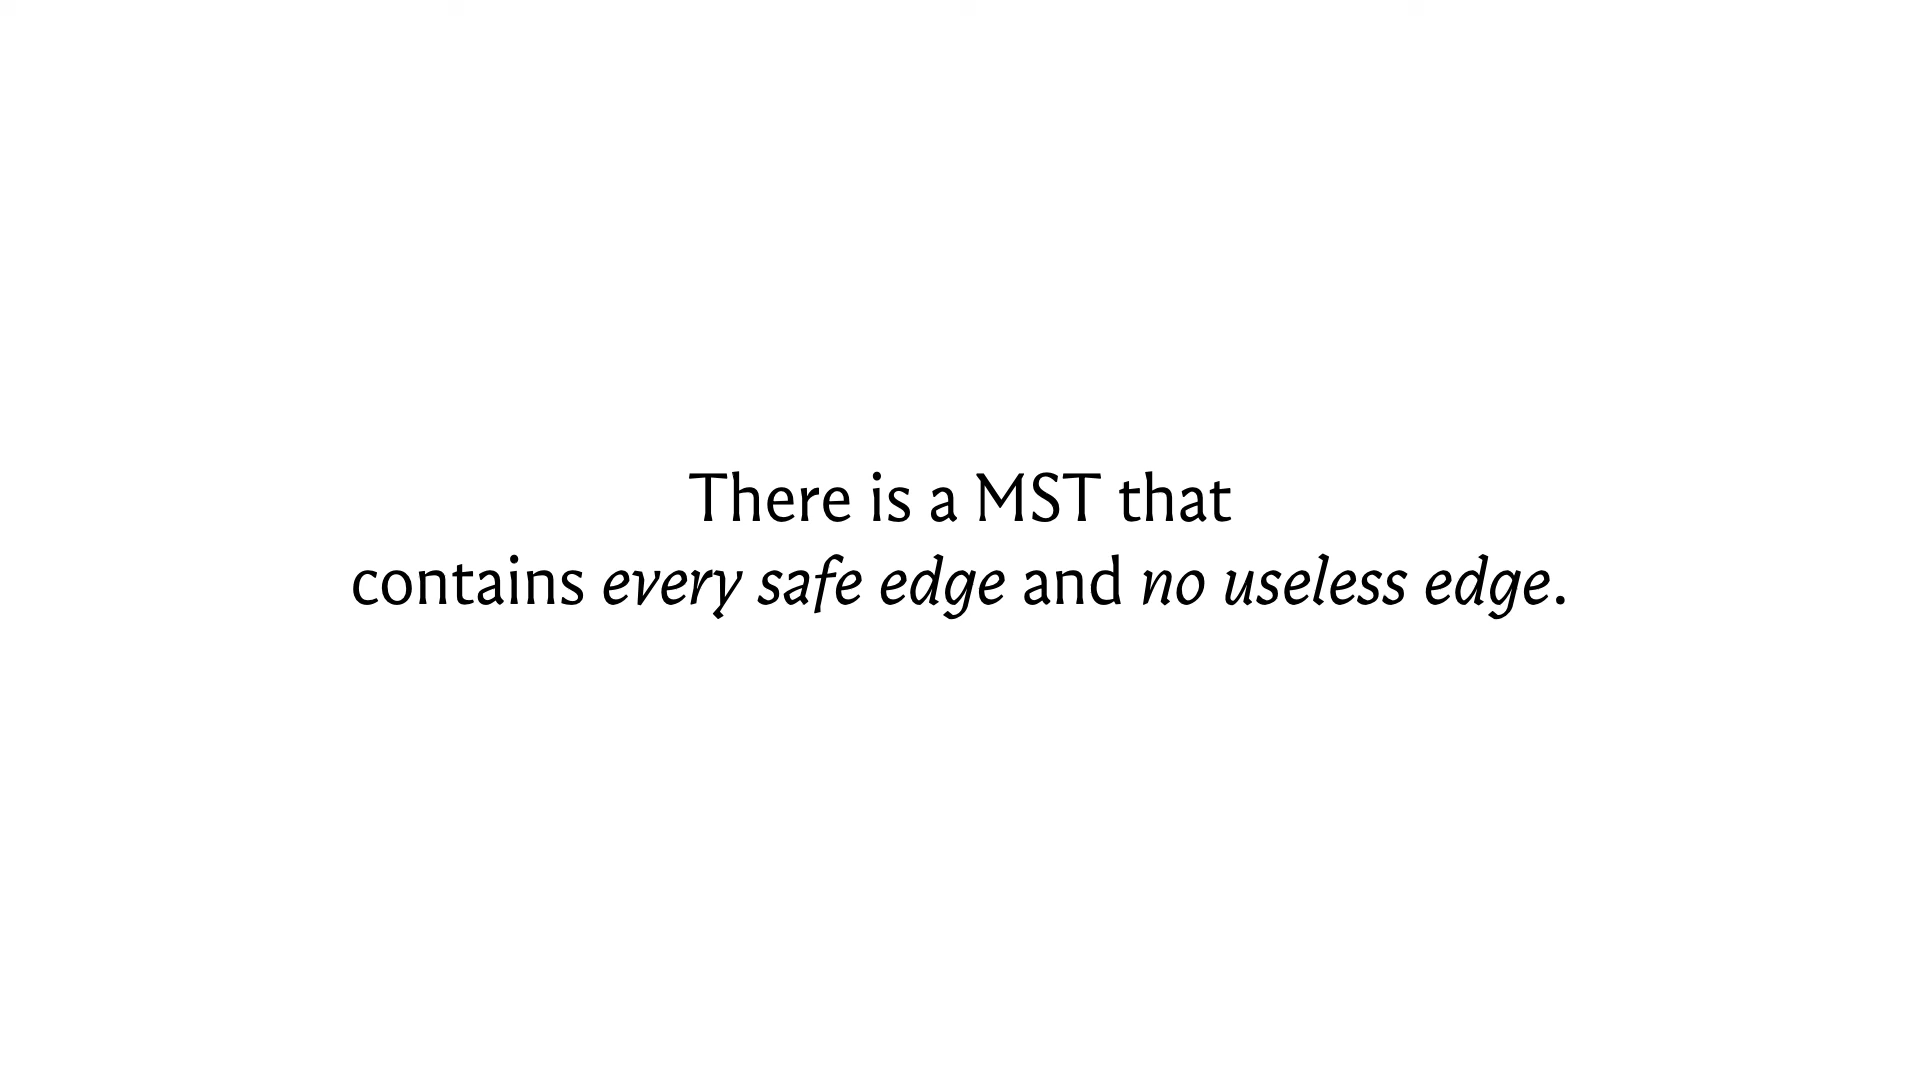 There is a MST that
contains every safe edge and no useless edge.